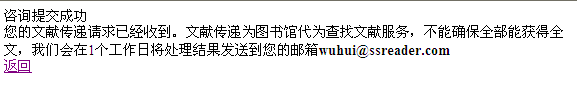 咨询提交成功
您的文献传递请求已经收到。文献传递为图书馆代为查找文献服务，不能确保全部能获得全
文，我们会在1个工作日将处理结果发送到您的邮箱wuhui@ssreader.com
返回